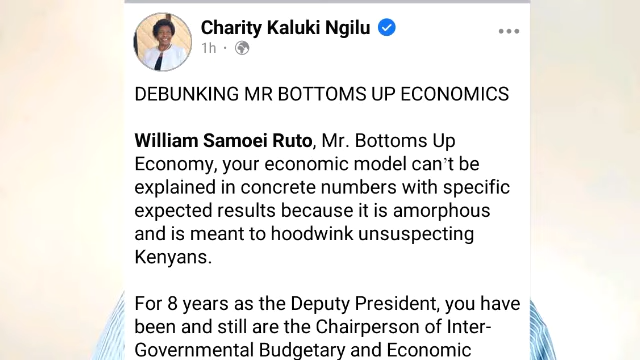 Charity Kaluki Ngilu
1h ·
DEBUNKING MR BOTTOMS UP ECONOMICS
William Samoei Ruto, Mr. Bottoms Up
Economy, your economic model can't be
explained in concrete numbers with specific
expected results because it is amorphous
and is meant to hoodwink unsuspecting
Kenyans.
For 8 years as the Deputy President, you have
been and still are the Chairperson of Inter-
Governmental Budgetary and Economic